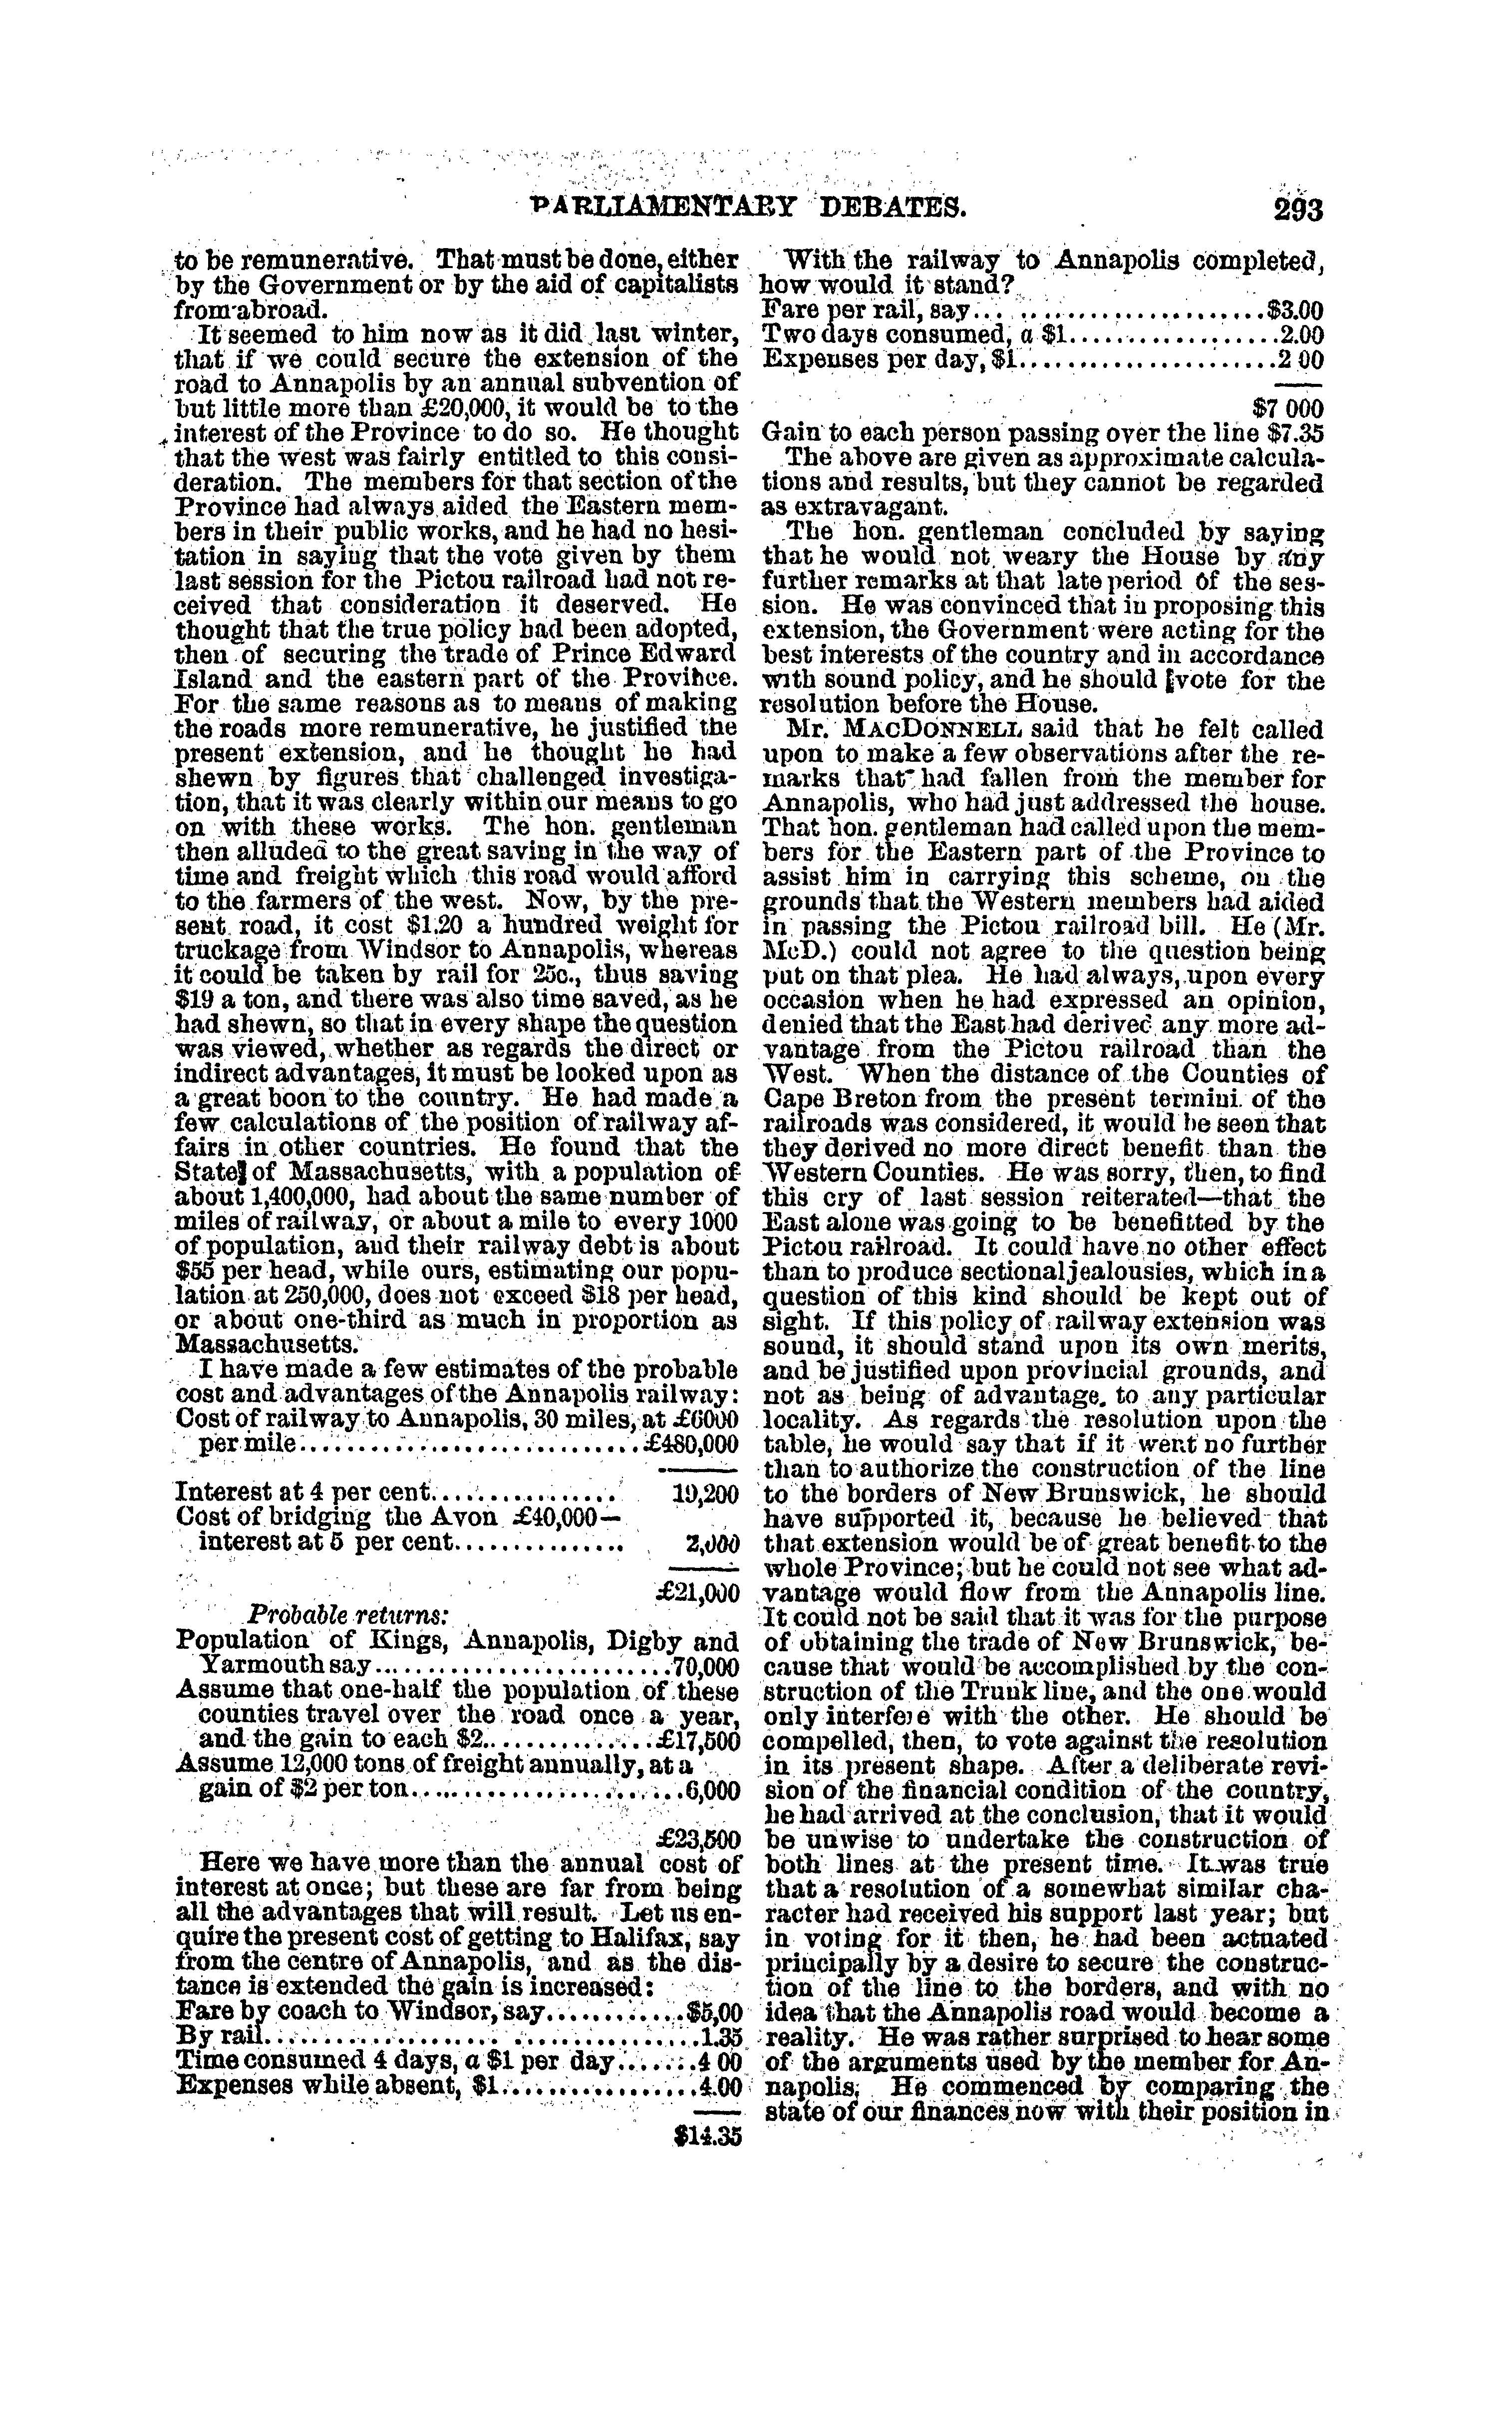 PARLIAMENTARY DEBATES. 293
to be remunerative. That must be done, either
by the Government or by the aid of capitalists
from abroad.
It seemed to him now as it did last winter,
that if we could secure the extension of the
road to Annapolis by an annual subvention of
but little more than £20,000, it would be to the
interest of the Province to do so. He thought
that the west was fairly entitled to this consi-
deration. The members for that section of the
Province had always aided the Eastern mem-
bers in their public works, and he had no hesi-
tation in saying that the vote given by them
last session for the Pictou railroad had not re-
ceived that consideration it deserved. He
thought that the true policy had been adopted,
then of securing the trade of Prince Edward
Island and the eastern part of the Province.
For the same reasons as to means of making
the roads more remunerative, he justified the
present extension, and he thought he had
shewn by figures that challenged investiga-
tion, that it was clearly within our means to go
on with these works. The hon. gentleman
then alluded to the great saving in the way of
time and freight which this road would afford
to the farmers of the west. Now, by the pre-
sent road, it cost $1.20 a hundred weight for
truckage from Windsor to Annapolis, whereas
it could be taken by rail for 25c., thus saving
$19 a ton, and there was also time saved, as he
had shewn, so that in every shape the question
was viewed, whether as regards the direct or
indirect advantages, it must be looked upon as
a great boon to the country. He had made a
few calculations of the position of railway af-
fairs in other countries. He found that the
State of Massachusetts, with a population of
about 1,400,000, had about the same number of
miles of railway, or about a mile to every 1000
of population, and their railway debt is about
$55 per head, while ours, estimating our popu-
lation at 250,000, does not exceed $18 per head,
or about one-third as much in proportion as
Massachusetts.
I have made a few estimates of the probable
cost and advantages of the Annapolis railway:
Cost of railway to Annapolis, 30 miles, at £6000
per mile..............................£480,000
Interest at 4 per cent................ 19,200
Cost of bridging the Avon £40,000—
interest at 5 per cent............... 2,000
£21,000
Probable returns:
Population of Kings, Annapolis, Digby and
Yarmouth say..........................70,000
Assume that one-half the population of these
counties travel over the road once a year,
and the gain to each $2...............£17,500
Assume 12,000 tons of freight annually, at a
gain of $2 per ton........................6,000
£23,500
Here we have more than the annual cost of
interest at once; but these are far from being
all the advantages that will result. Let us en-
quire the present cost of getting to Halifax, say
from the centre of Annapolis, and as the dis-
tance is extended the gain is increased:
Fare by coach to Windsor, say............$5,00
By rail.....................................1.35
Time consumed 4 days, a $1 per day.......4 00
Expenses while absent, $1.................4.00
$14.35
With the railway to Annapolis completed,
how would it stand?
Fare per rail, say... ......................$3.00
Two days consumed, a $1..................2.00
Expenses per day, $1......................2 00
$7 000
Gain to each person passing over the line $7.35
The above are given as approximate calcula-
tions and results, but they cannot be regarded
as extravagant.
The hon. gentleman concluded by saying
that he would not weary the House by any
further remarks at that late period of the ses-
sion. He was convinced that in proposing this
extension, the Government were acting for the
best interests of the country and in accordance
with sound policy, and he should vote for the
resolution before the House.
Mr. MACDONNELL said that he felt called
upon to make a few observations after the re-
marks that had fallen from the member for
Annapolis, who had just addressed the house.
That hon. gentleman had called upon the mem-
bers for the Eastern part of the Province to
assist him in carrying this scheme, on the
grounds that the Western members had aided
in passing the Pictou railroad bill. He (Mr.
McD.) could not agree to the question being
put on that plea. He had always, upon every
occasion when he had expressed an opinion,
denied that the East had derived any more ad-
vantage from the Pictou railroad than the
West. When the distance of the Counties of
Cape Breton from the present termini of the
railroads was considered, it would be seen that
they derived no more direct benefit than the
Western Counties. He was sorry, then, to find
this cry of last session reiterated—that the
East alone was going to be benefitted by the
Pictou railroad. It could have no other effect
than to produce sectional jealousies, which in a
question of this kind should be kept out of
sight. If this policy of railway extension was
sound, it should stand upon its own merits,
and be justified upon provincial grounds, and
not as being of advantage to any particular
locality. As regards the resolution upon the
table, he would say that if it went no further
than to authorize the construction of the line
to the borders of New Brunswick, he should
have supported it, because he believed that
that extension would be of great benefit to the
whole Province; but he could not see what ad-
vantage would flow from the Annapolis line.
It could not be said that it was for the purpose
of obtaining the trade of New Brunswick, be-
cause that would be accomplished by the con-
struction of the Trunk line, and the one would
only interfere with the other. He should be
compelled, then, to vote against the resolution
in its present shape. After a deliberate revi-
sion of the financial condition of the country,
he had arrived at the conclusion, that it would
be unwise to undertake the construction of
both lines at the present time. It was true
that a resolution of a somewhat similar cha-
racter had received his support last year; but
in voting for it then, he had been actuated
principally by a desire to secure the construc-
tion of the line to the borders, and with no
idea that the Annapolis road would become a
reality. He was rather surprised to hear some
of the arguments used by the member for An-
napolis. He commenced by comparing the
state of our finances now with their position in